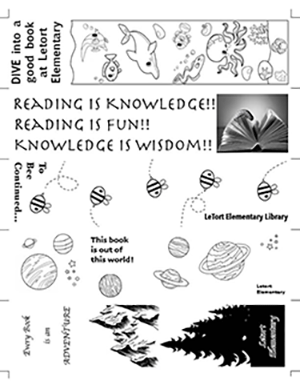 DIVE into a
good book
at Letort
Elementary
READING IS KNOWLEDGE!!
READING IS FUN!!
KNOWLEDGE IS WISDOM!!
To
Bee
Continued...
LeTort Elementary Library
This book
is out of
this world!
Letort
Elementary
Every Book
is an
ADVENTURE
Letort
Elementary